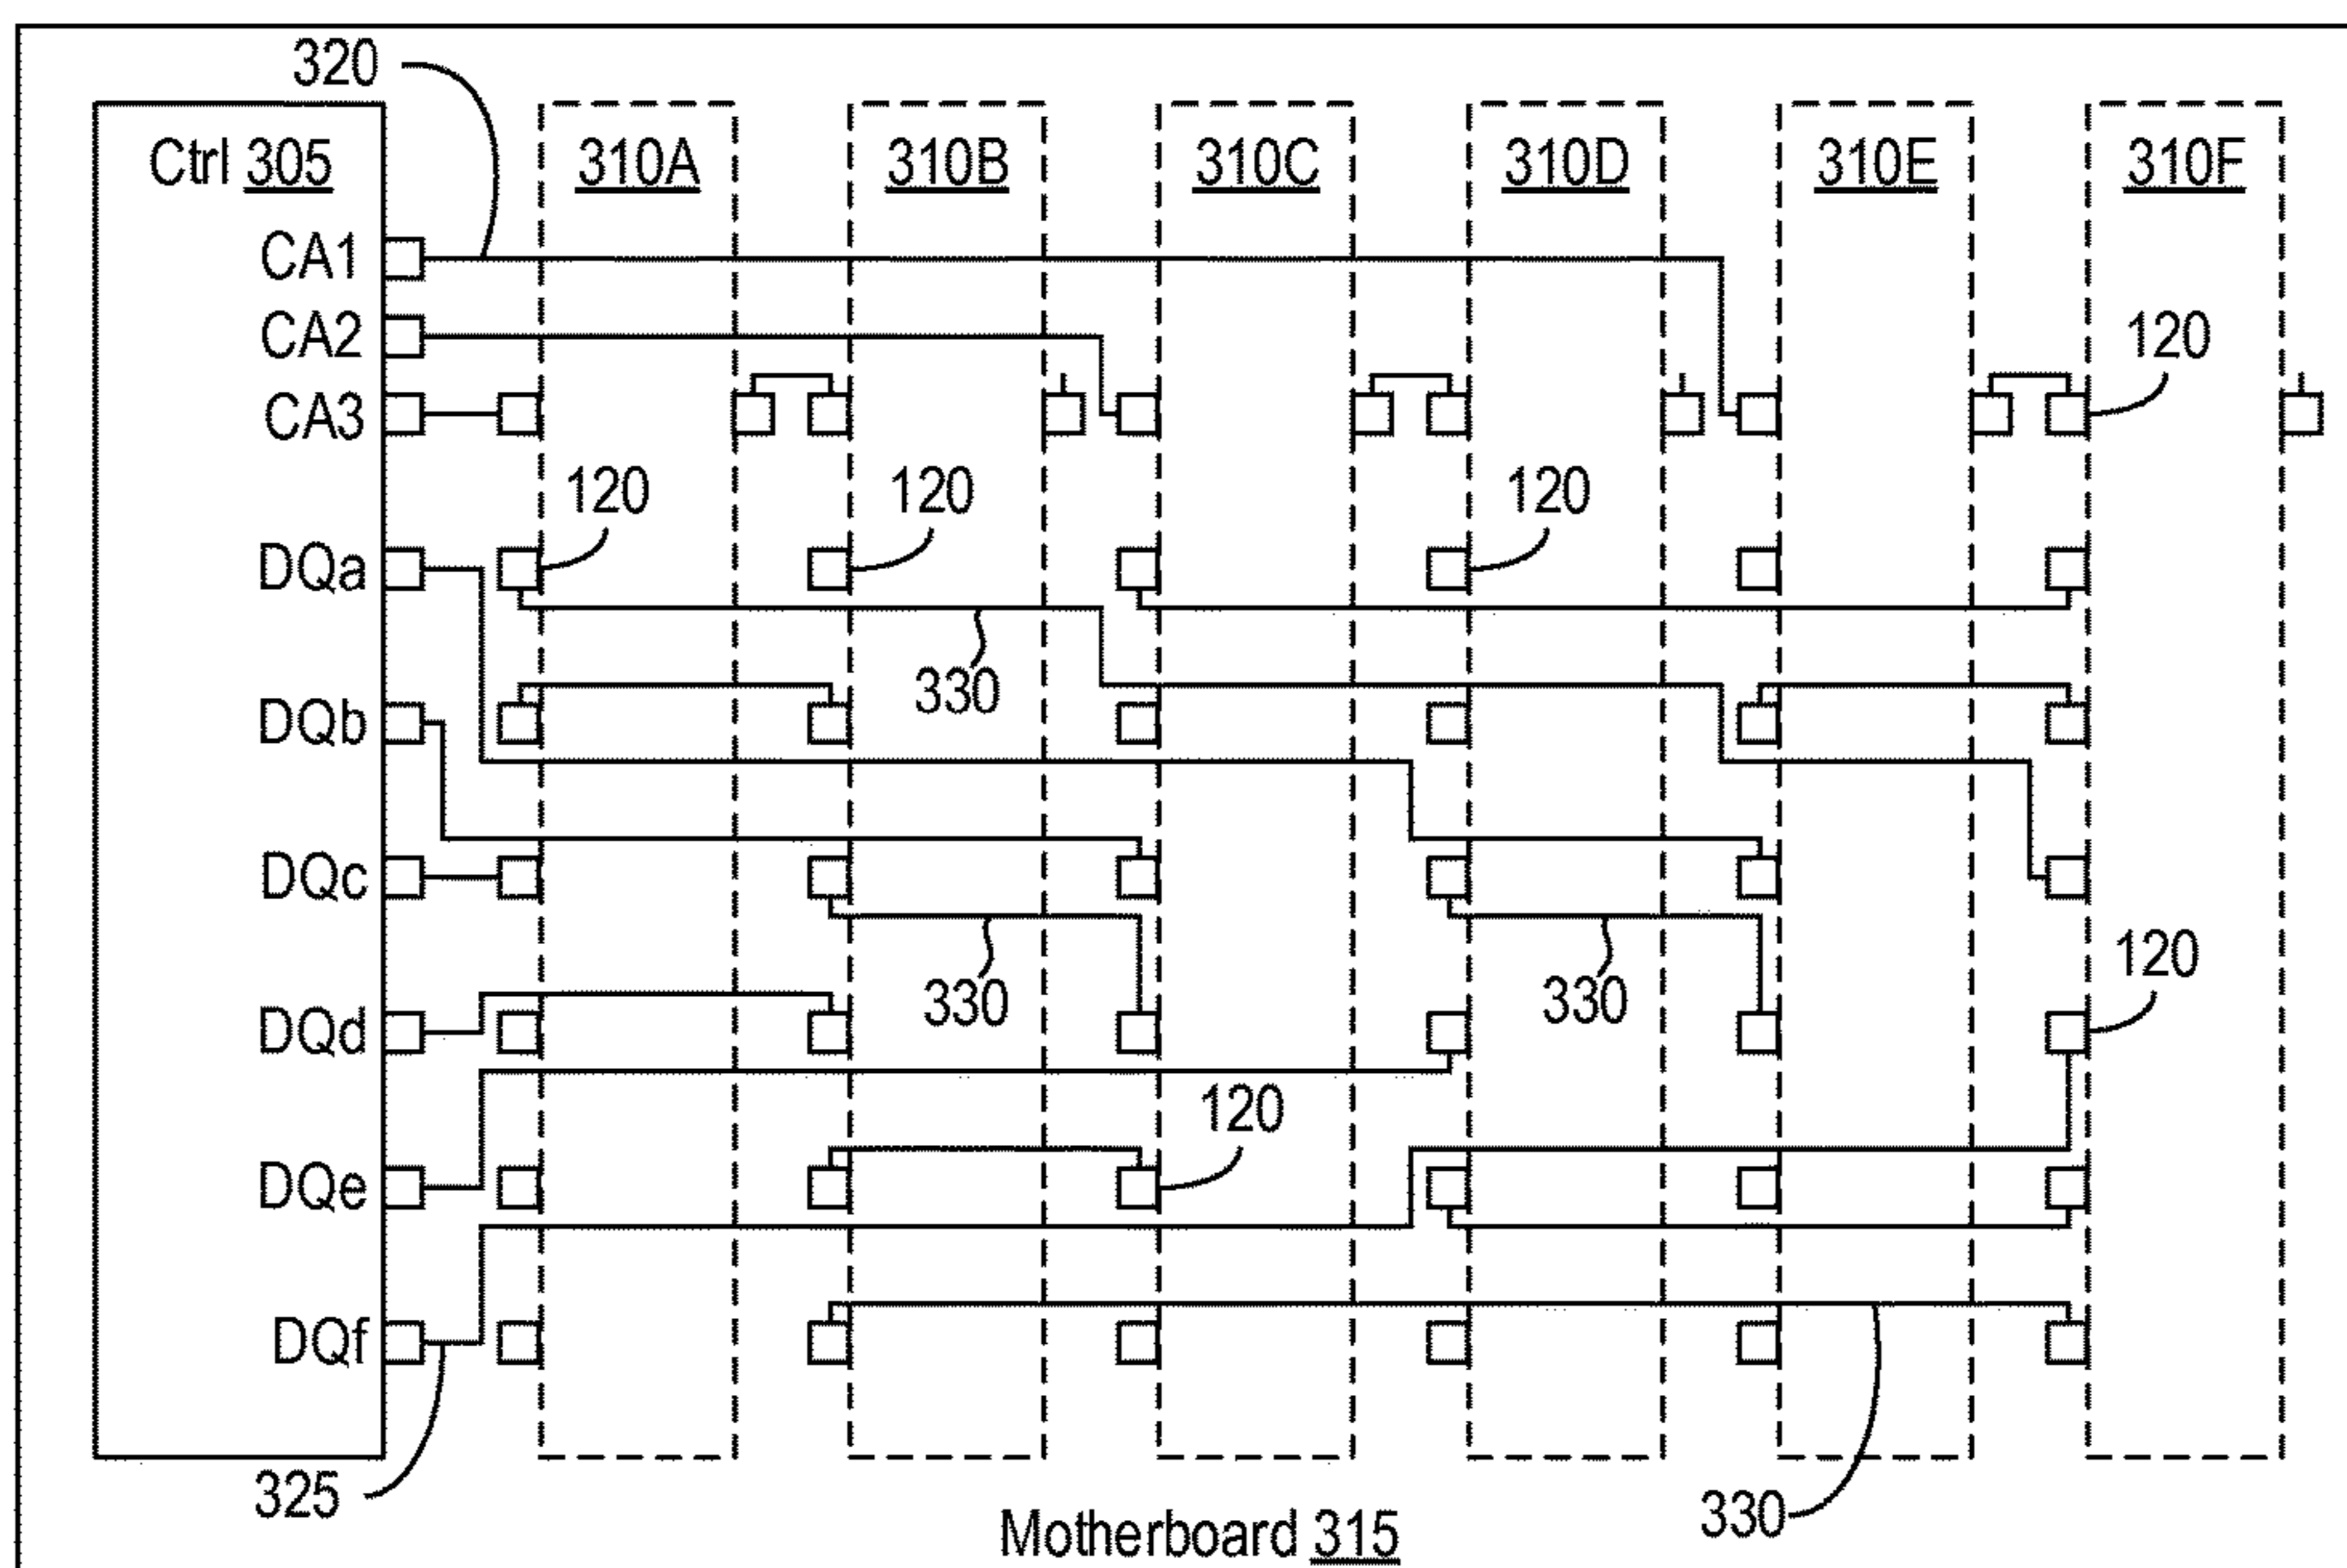 320
Ctrl 305
310A 310B 310C 310D 310E 310F
CA1
CA2
120
CA3
120 120 120
DQa
330
DQb
DQc
120
330 330
DQd
120
DQe
DQf
325
330
Motherboard 315